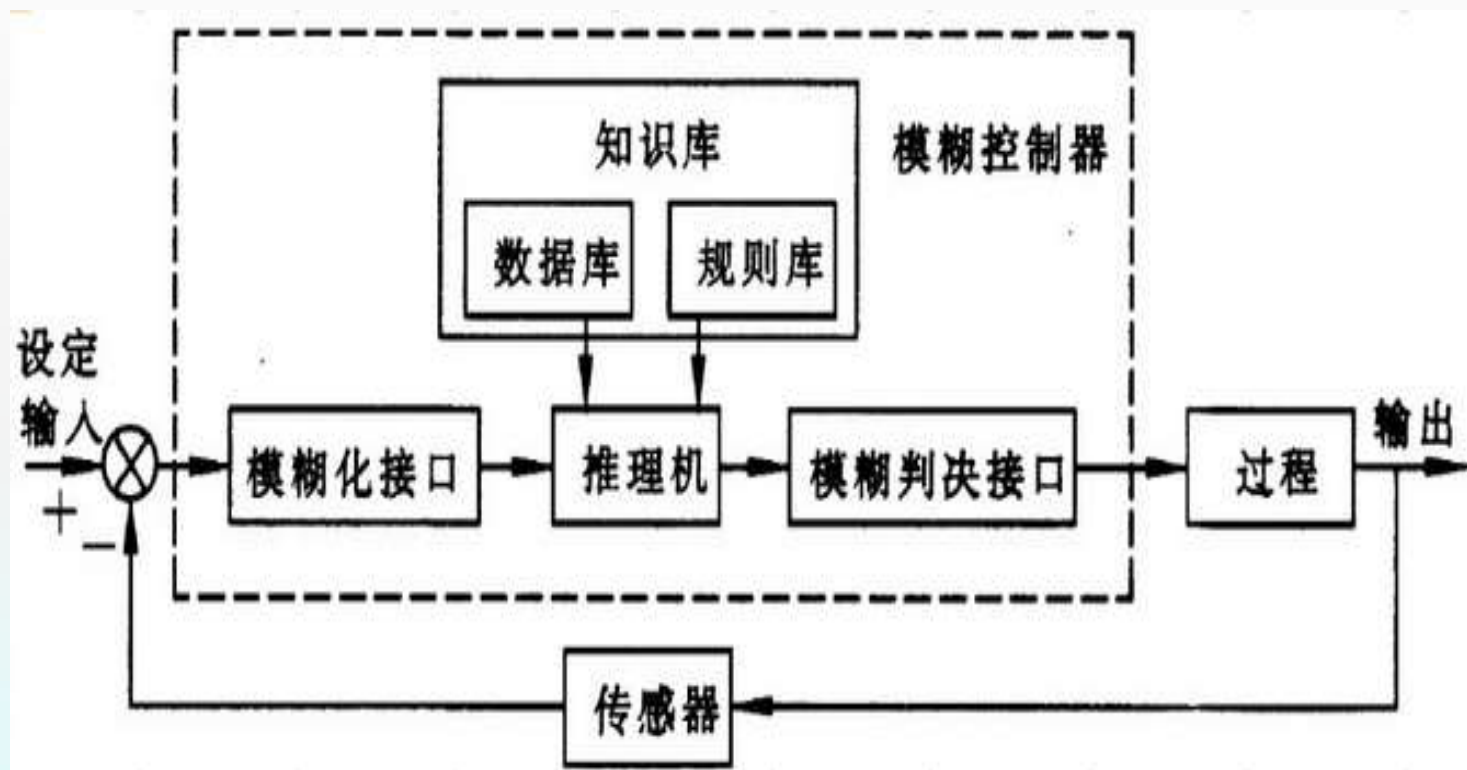 知识库
模糊控制器
数据库
规则库
设定
输入
输出
模糊化接口
推理机
模糊判决接口
过程
+
−
传感器